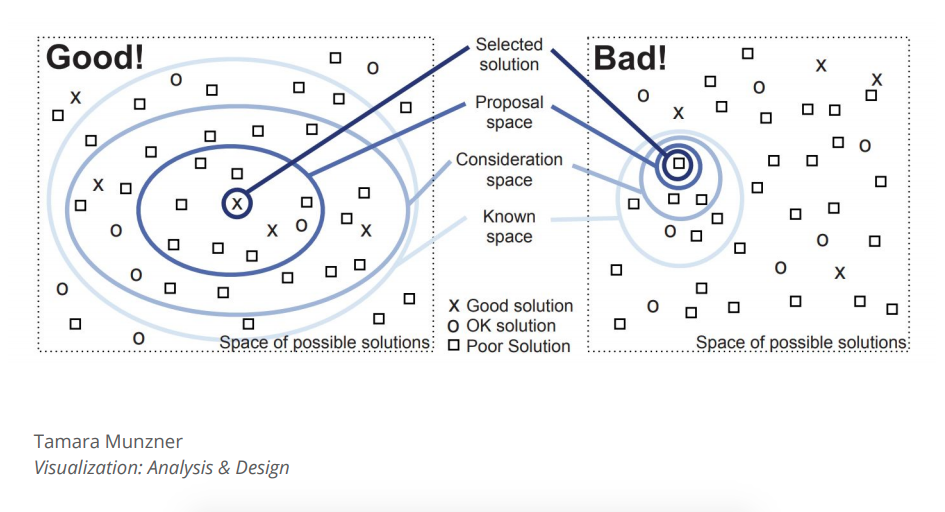 Good!
Selected
solution
Proposal
space
Consideration
space
Known
space
X Good solution
O OK solution
Poor Solution
Space of possible solutions
Bad!
Space of possible solutions
Tamara Munzner
Visualization: Analysis & Design